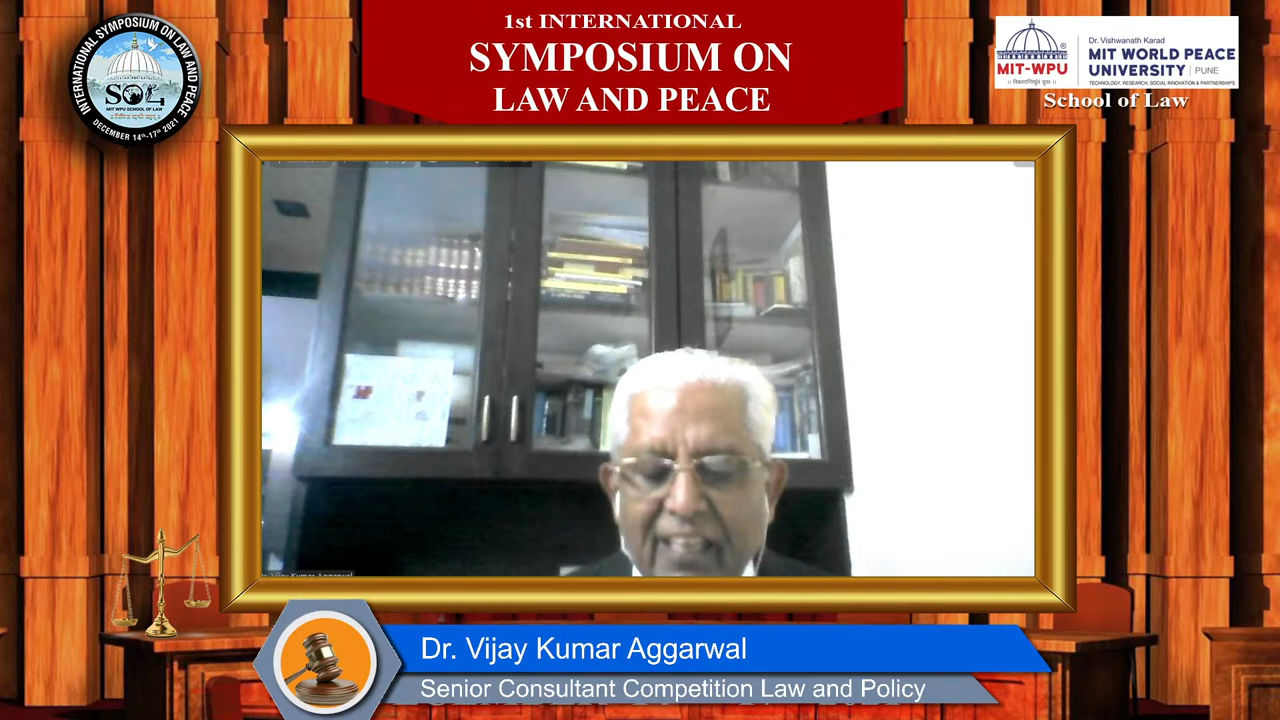 1st INTERNATIONAL
SYMPOSIUM ON
LAW AND PEACE
INTERNATIONAL SYMPOSIUM ON LAW AND PEACE
SOL
MIT WPU SCHOOL OF LAW
DECEMBER 14th-17th 2021
MIT-WPU
॥ विश्वशान्तिर्ध्रुवं ध्रुवा ॥
Dr. Vishwanath Karad
MIT WORLD PEACE
UNIVERSITY | PUNE
TECHNOLOGY, RESEARCH, SOCIAL INNOVATION & PARTNERSHIPS
School of Law
Dr. Vijay Kumar Aggarwal
Dr. Vijay Kumar Aggarwal
Senior Consultant Competition Law and Policy